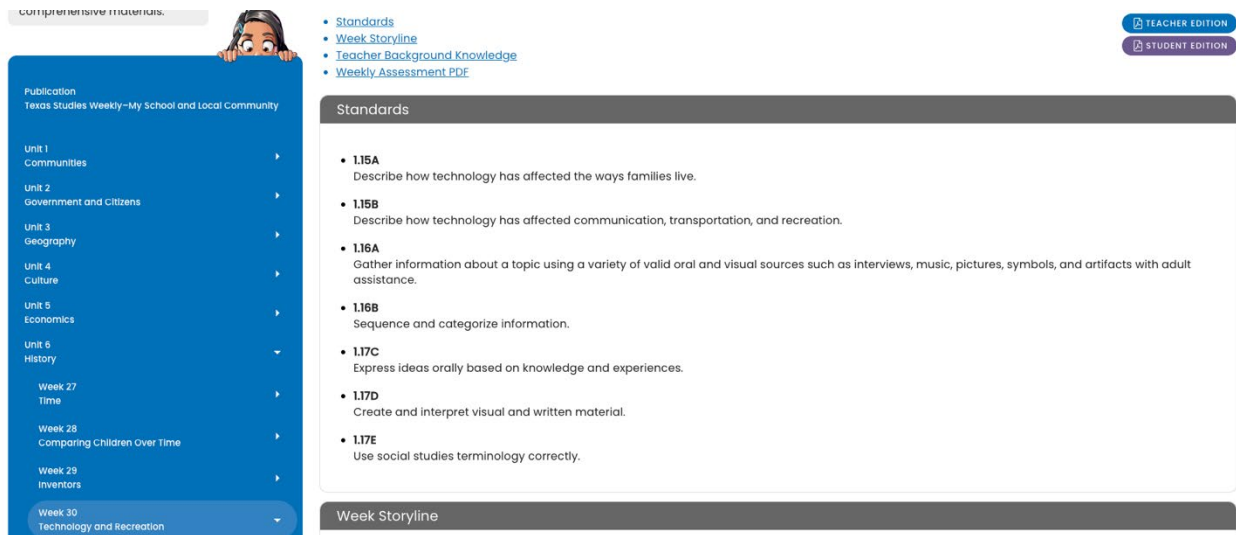 comprehensive materials.
Publication
Texas Studies Weekly–My School and Local Community
Unit 1
Communities
Unit 2
Government and Citizens
Unit 3
Geography
Unit 4
Culture
Unit 5
Economics
Unit 6
History
Week 27
Time
Week 28
Comparing Children Over Time
Week 29
Inventors
Week 30
Technology and Recreation
• Standards
• Week Storyline
• Teacher Background Knowledge
• Weekly Assessment PDF
TEACHER EDITION
STUDENT EDITION
Standards
• 1.15A
Describe how technology has affected the ways families live.
• 1.15B
Describe how technology has affected communication, transportation, and recreation.
• 1.16A
Gather information about a topic using a variety of valid oral and visual sources such as interviews, music, pictures, symbols, and artifacts with adult
assistance.
• 1.16B
Sequence and categorize information.
• 1.17C
Express ideas orally based on knowledge and experiences.
• 1.17D
Create and interpret visual and written material.
• 1.17E
Use social studies terminology correctly.
Week Storyline